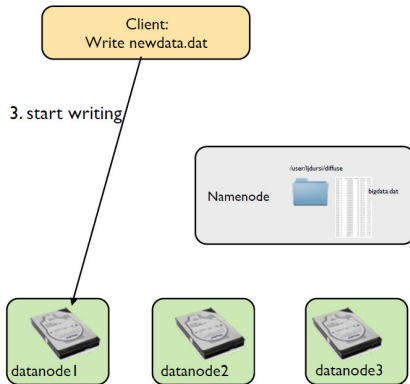 Client:
Write newdata.dat
3. start writing
/user/ljdursi/diffuse
bigdata.dat
Namenode
datanode1
datanode2
datanode3